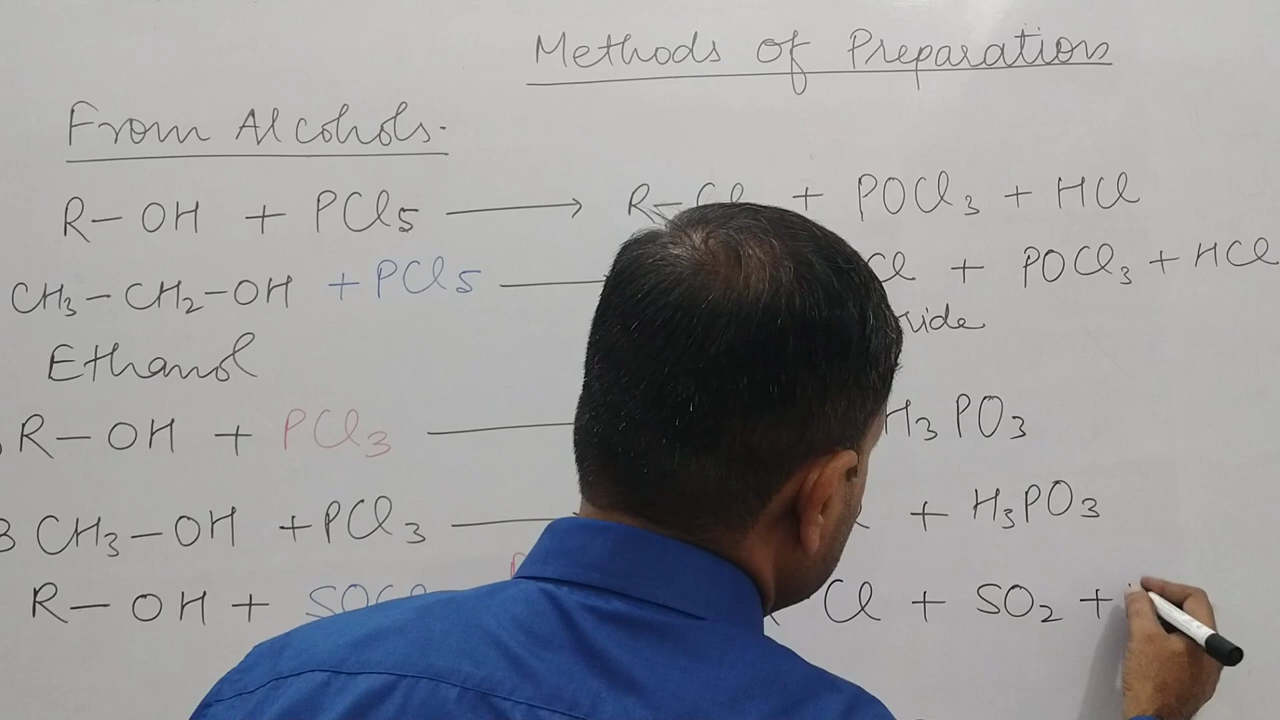 Methods of Preparation
From Alcohols.
R-OH + PCl5 ⟶ R-Cl + POCl3 + HCl
CH3-CH2-OH + PCl5 — Cl + POCl3 + HCl
Ethanol
R-OH + PCl3 — H3PO3
3 CH3-OH + PCl3 — + H3PO3
R-OH + SOCl Cl + SO2 +